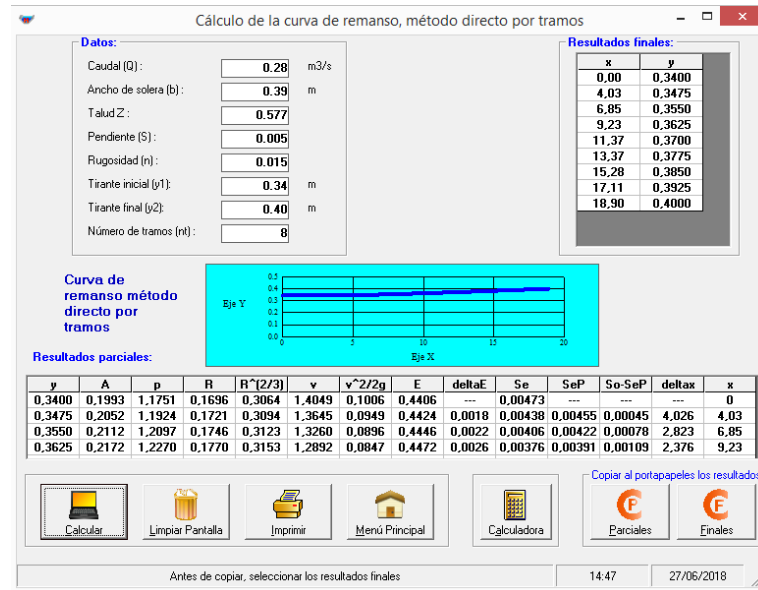 Cálculo de la curva de remanso, método directo por tramos
Datos:
Caudal (Q) : 0.28 m3/s
Ancho de solera (b) : 0.39 m
Talud Z : 0.577
Pendiente (S) : 0.005
Rugosidad (n) : 0.015
Tirante inicial (y1): 0.34 m
Tirante final (y2): 0.40 m
Número de tramos (nt) : 8
Resultados finales:
x y
0,00 0,3400
4,03 0,3475
6,85 0,3550
9,23 0,3625
11,37 0,3700
13,37 0,3775
15,28 0,3850
17,11 0,3925
18,90 0,4000
Curva de
remanso método
directo por
tramos
Eje Y
0.5
0.4
0.3
0.2
0.1
0.0
0 5 10 15 20
Eje X
Resultados parciales:
y A p R R^(2/3) v v^2/2g E deltaE Se SeP So-SeP deltax x
0,3400 0,1993 1,1751 0,1696 0,3064 1,4049 0,1006 0,4406 --- 0,00473 --- --- --- 0
0,3475 0,2052 1,1924 0,1721 0,3094 1,3645 0,0949 0,4424 0,0018 0,00438 0,00455 0,00045 4,026 4,03
0,3550 0,2112 1,2097 0,1746 0,3123 1,3260 0,0896 0,4446 0,0022 0,00406 0,00422 0,00078 2,823 6,85
0,3625 0,2172 1,2270 0,1770 0,3153 1,2892 0,0847 0,4472 0,0026 0,00376 0,00391 0,00109 2,376 9,23
Copiar al portapapeles los resultados
P F
Calcular Limpiar Pantalla Imprimir Menú Principal Calculadora Parciales Finales
Antes de copiar, seleccionar los resultados finales 14:47 27/06/2018